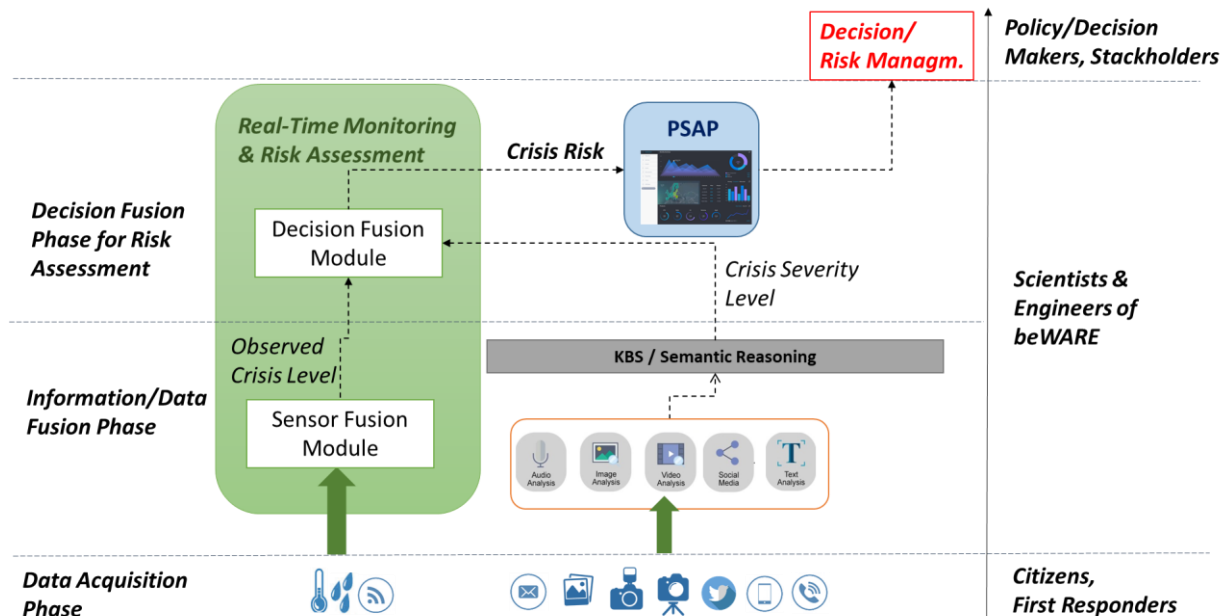 Decision/
Risk Managm.
Policy/Decision
Makers, Stackholders
Real-Time Monitoring
& Risk Assessment
Crisis Risk
PSAP
Decision Fusion
Phase for Risk
Assessment
Decision Fusion
Module
Crisis Severity
Level
Scientists &
Engineers of
beWARE
Observed
Crisis Level
KBS / Semantic Reasoning
Information/Data
Fusion Phase
Sensor Fusion
Module
Audio
Analysis
Image
Analysis
Video
Analysis
Social
Media
T
Text
Analysis
Data Acquisition
Phase
Citizens,
First Responders